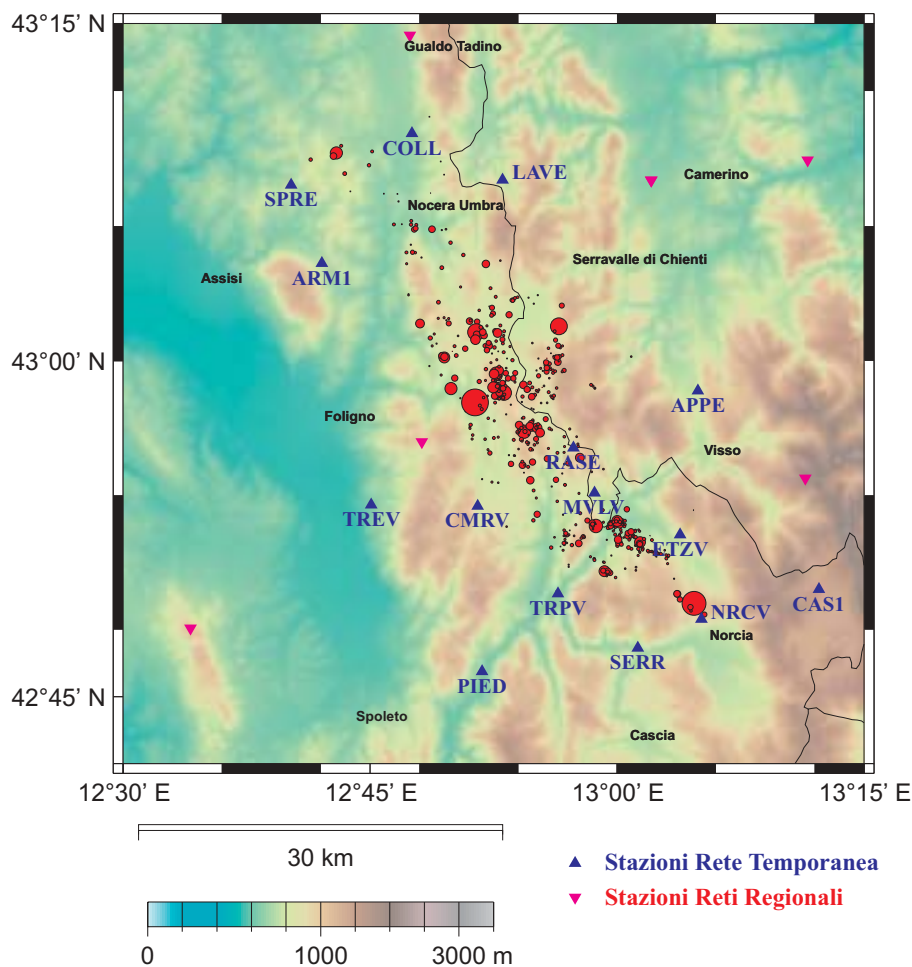 43°15' N
Gualdo Tadino
COLL
LAVE
Camerino
SPRE
Nocera Umbra
Serravalle di Chienti
Assisi
ARM1
43°00' N
APPE
Foligno
Visso
RASE
TREV
CMRV
MVLV
FTZV
TRPV
CAS1
NRCV
Norcia
SERR
PIED
42°45' N
Spoleto
Cascia
12°30' E
12°45' E
13°00' E
13°15' E
30 km
Stazioni Rete Temporanea
Stazioni Reti Regionali
0
1000
3000 m